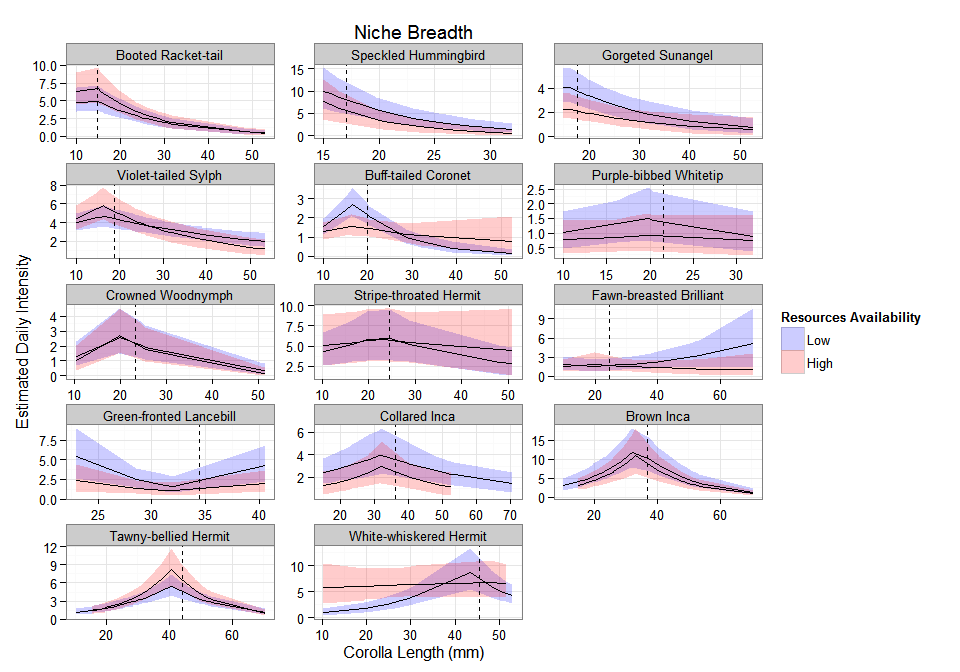 Niche Breadth
Booted Racket-tail
Speckled Hummingbird
Gorgeted Sunangel
10.0
7.5
5.0
2.5
0.0
10 20 30 40 50
15
10
5
0
15 20 25 30
4
2
0
20 30 40 50
Violet-tailed Sylph
Buff-tailed Coronet
Purple-bibbed Whitetip
8
6
4
2
10 20 30 40 50
3
2
1
0
10 20 30 40 50
2.5
2.0
1.5
1.0
0.5
10 15 20 25 30
Crowned Woodnymph
Stripe-throated Hermit
Fawn-breasted Brilliant
4
3
2
1
0
10 20 30 40 50
10.0
7.5
5.0
2.5
10 20 30 40 50
9
6
3
0
20 40 60
Green-fronted Lancebill
Collared Inca
Brown Inca
7.5
5.0
2.5
0.0
25 30 35 40
6
4
2
20 30 40 50 60 70
15
10
5
0
20 40 60
Tawny-bellied Hermit
White-whiskered Hermit
12
9
6
3
0
20 40 60
10
5
0
10 20 30 40 50
Estimated Daily Intensity
Corolla Length (mm)
Resources Availability
Low
High